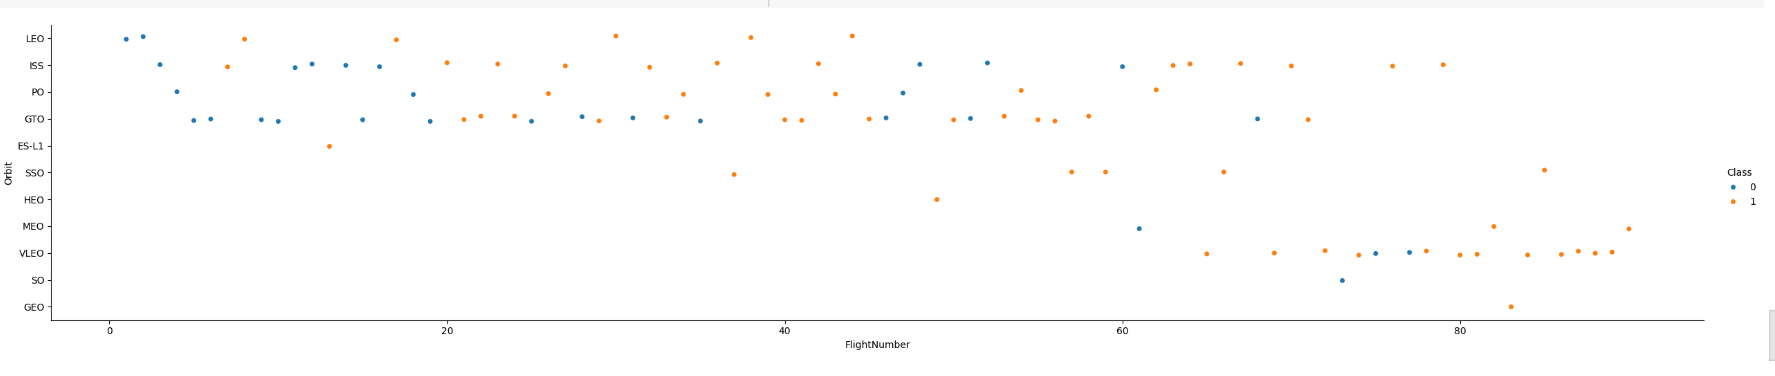 LEO
ISS
PO
GTO
ES-L1
SSO
HEO
MEO
VLEO
SO
GEO
Orbit
0 20 40 60 80
FlightNumber
Class
0
1